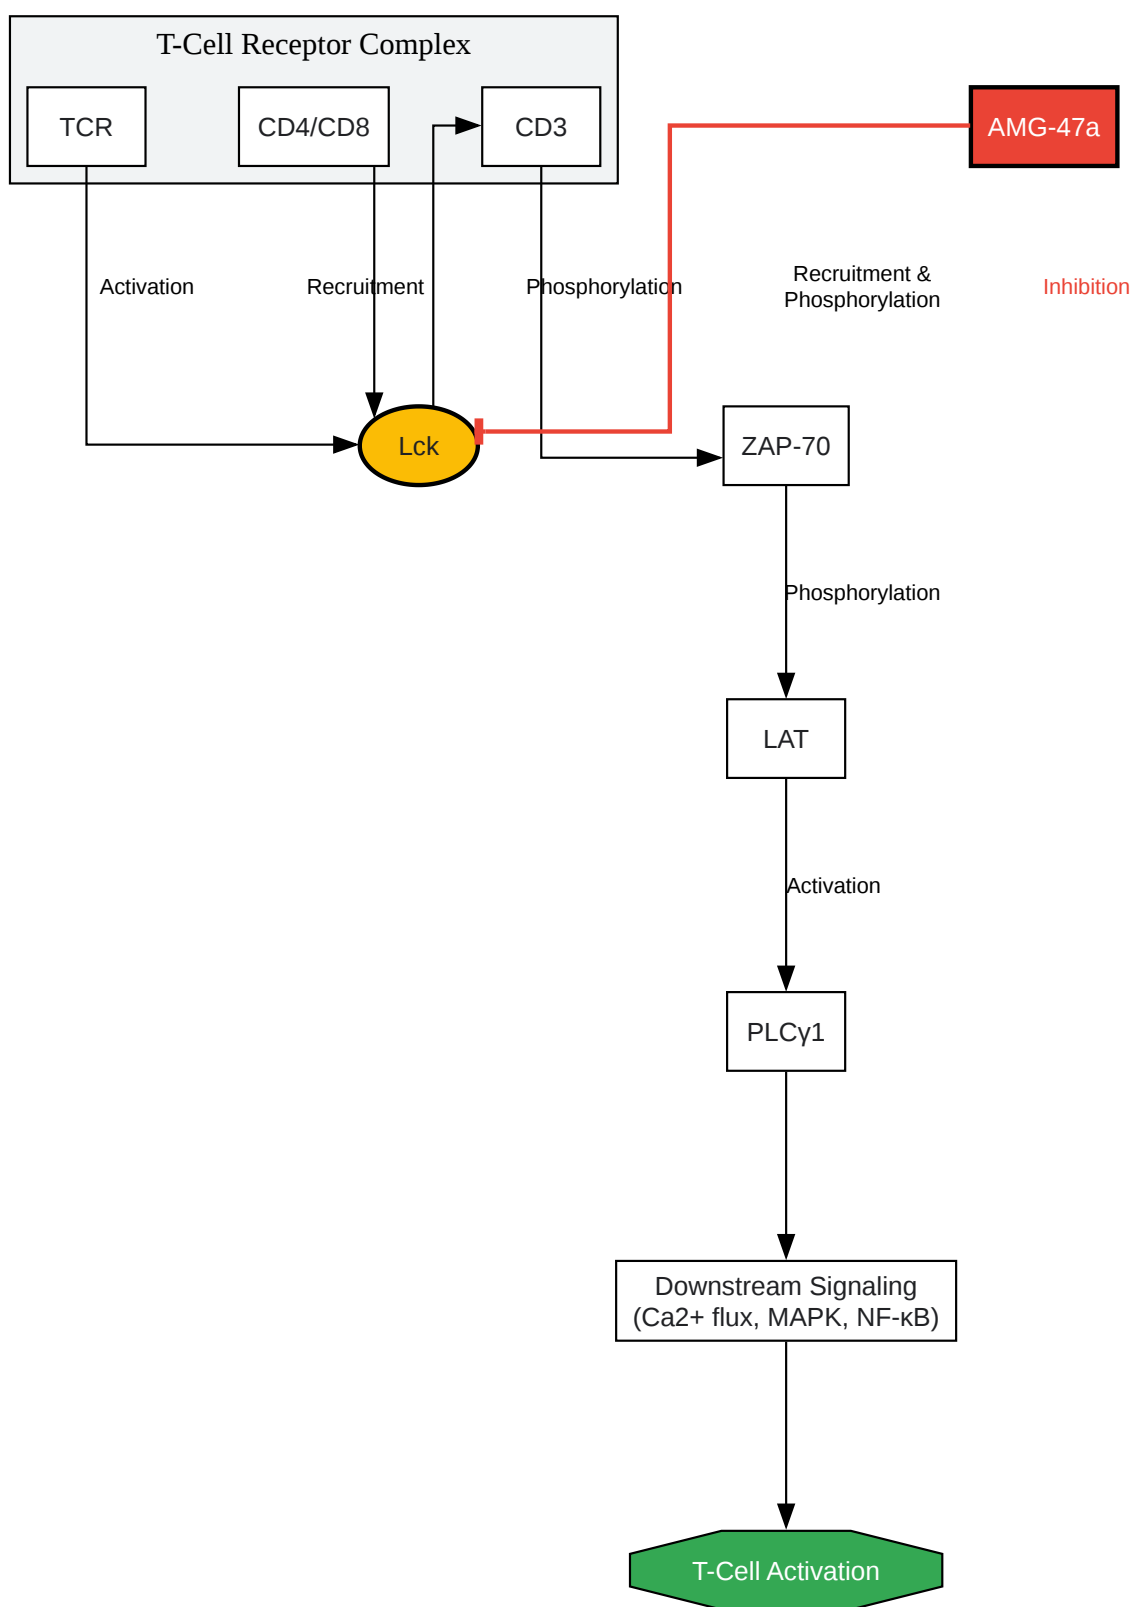 T-Cell Receptor Complex
TCR
CD4/CD8
CD3
AMG-47a
Activation
Recruitment
Phosphorylation
Recruitment &
Phosphorylation
Inhibition
Lck
ZAP-70
Phosphorylation
LAT
Activation
PLCγ1
Downstream Signaling
(Ca2+ flux, MAPK, NF-κB)
T-Cell Activation